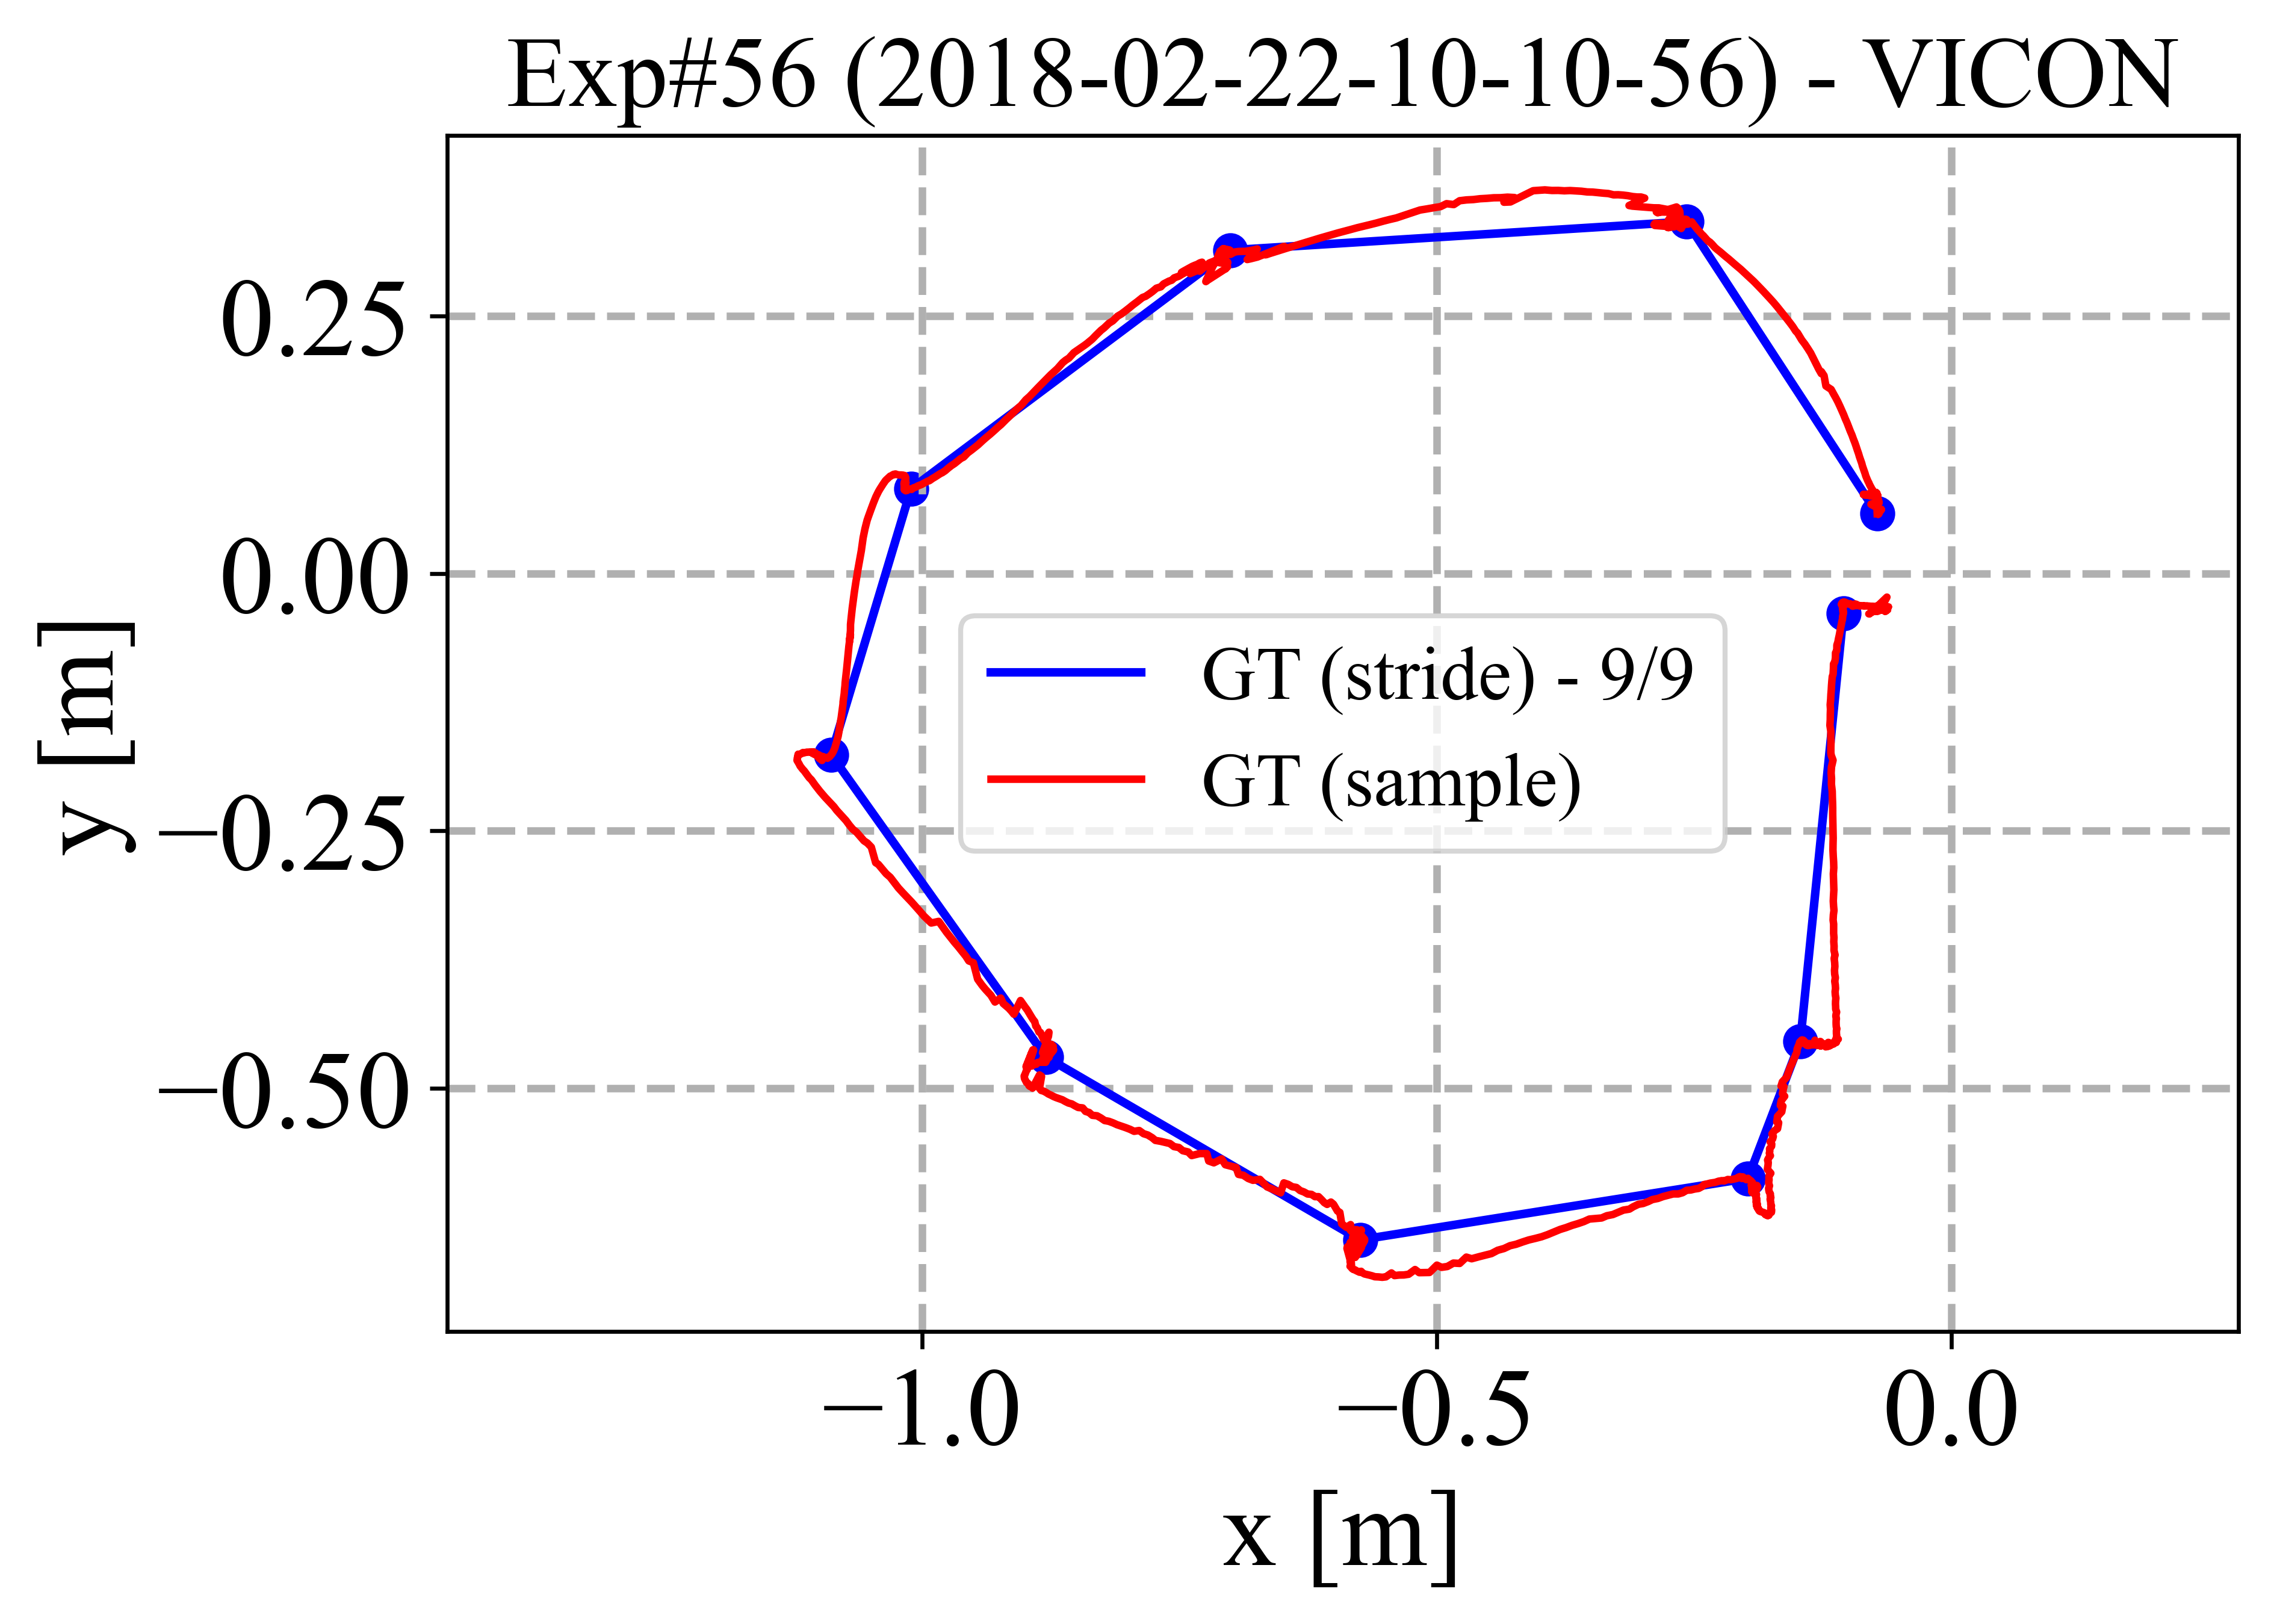 Exp#56 (2018-02-22-10-10-56) - VICON
0.25
0.00
−0.25
−0.50
y [m]
GT (stride) - 9/9
GT (sample)
−1.0
−0.5
0.0
x [m]